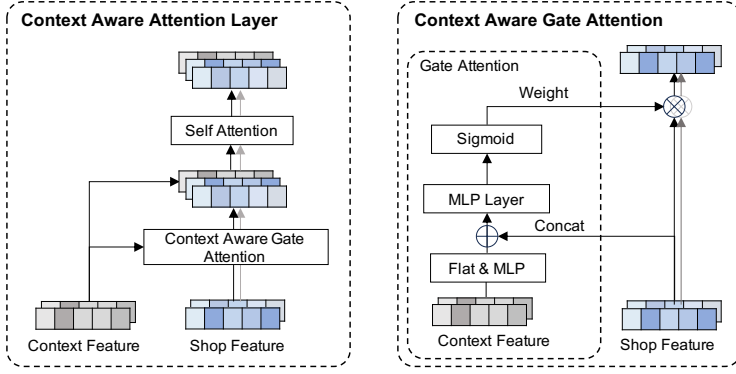 Context Aware Attention Layer
Self Attention
Context Aware Gate
Attention
Context Feature
Shop Feature
Context Aware Gate Attention
Gate Attention
Weight
Sigmoid
MLP Layer
Concat
Flat & MLP
Context Feature
Shop Feature